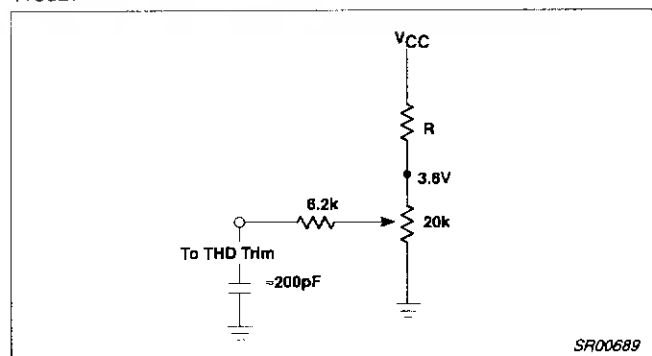 VCC
R
3.6V
6.2k
20k
To THD Trim
≈200pF
SR00689